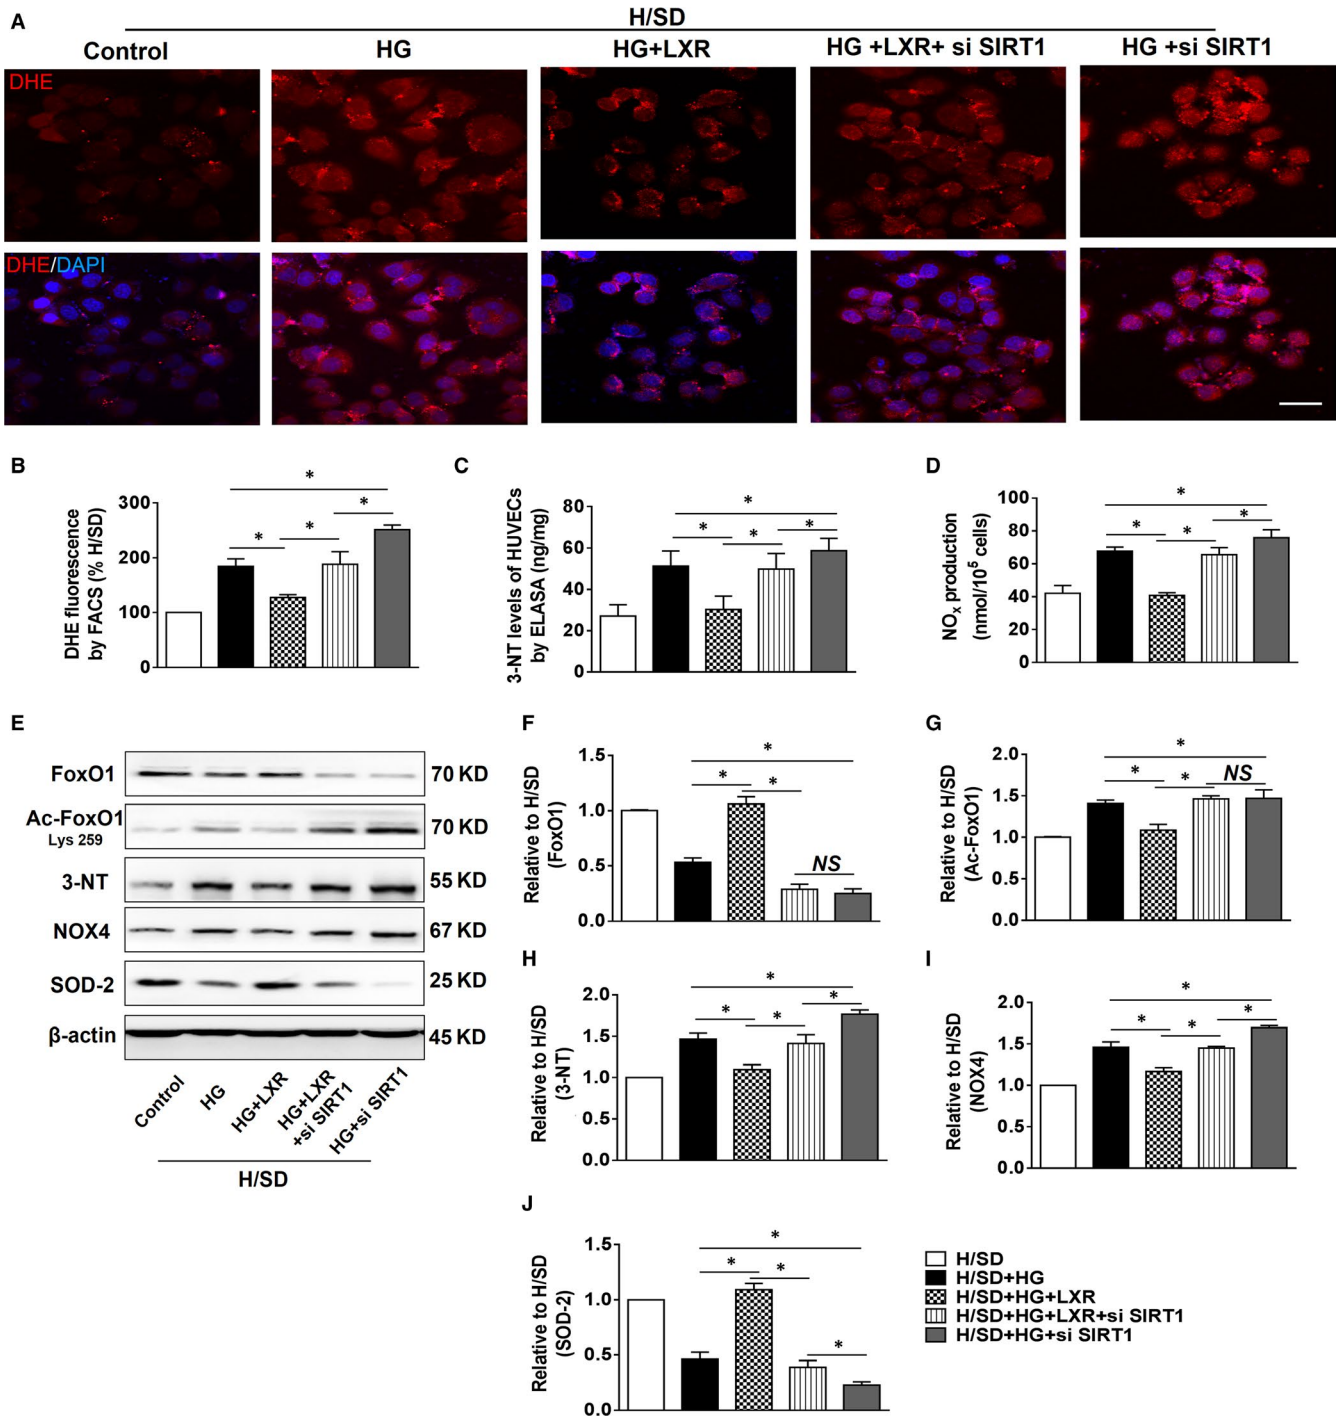 A
H/SD
Control
HG
HG+LXR
HG +LXR+ si SIRT1
HG +si SIRT1
DHE
DHE/DAPI
B
DHE fluorescence
by FACS (% H/SD)
300
200
100
0
*
*
*
*
C
3-NT levels of HUVECs
by ELASA (ng/mg)
80
60
40
20
0
*
*
*
*
D
NOx production
(nmol/10⁵ cells)
100
80
60
40
20
0
*
*
*
*
E
FoxO1
70 KD
Ac-FoxO1
Lys 259
70 KD
3-NT
55 KD
NOX4
67 KD
SOD-2
25 KD
β-actin
45 KD
Control
HG
HG+LXR
HG+LXR
+si SIRT1
HG+si SIRT1
H/SD
F
Relative to H/SD
(FoxO1)
1.5
1.0
0.5
0.0
*
*
*
NS
G
Relative to H/SD
(Ac-FoxO1)
2.0
1.5
1.0
0.5
0.0
*
*
*
NS
H
Relative to H/SD
(3-NT)
2.0
1.5
1.0
0.5
0.0
*
*
*
*
I
Relative to H/SD
(NOX4)
2.0
1.5
1.0
0.5
0.0
*
*
*
*
J
Relative to H/SD
(SOD-2)
1.5
1.0
0.5
0.0
*
*
*
*
H/SD
H/SD+HG
H/SD+HG+LXR
H/SD+HG+LXR+si SIRT1
H/SD+HG+si SIRT1